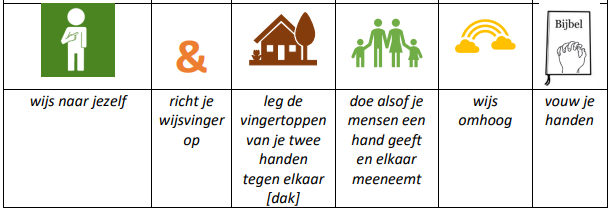 &
Bijbel
wijs naar jezelf
richt je
wijsvinger
op
leg de
vingertoppen
van je twee
handen
tegen elkaar
[dak]
doe alsof je
mensen een
hand geeft
en elkaar
meeneemt
wijs
omhoog
vouw je
handen